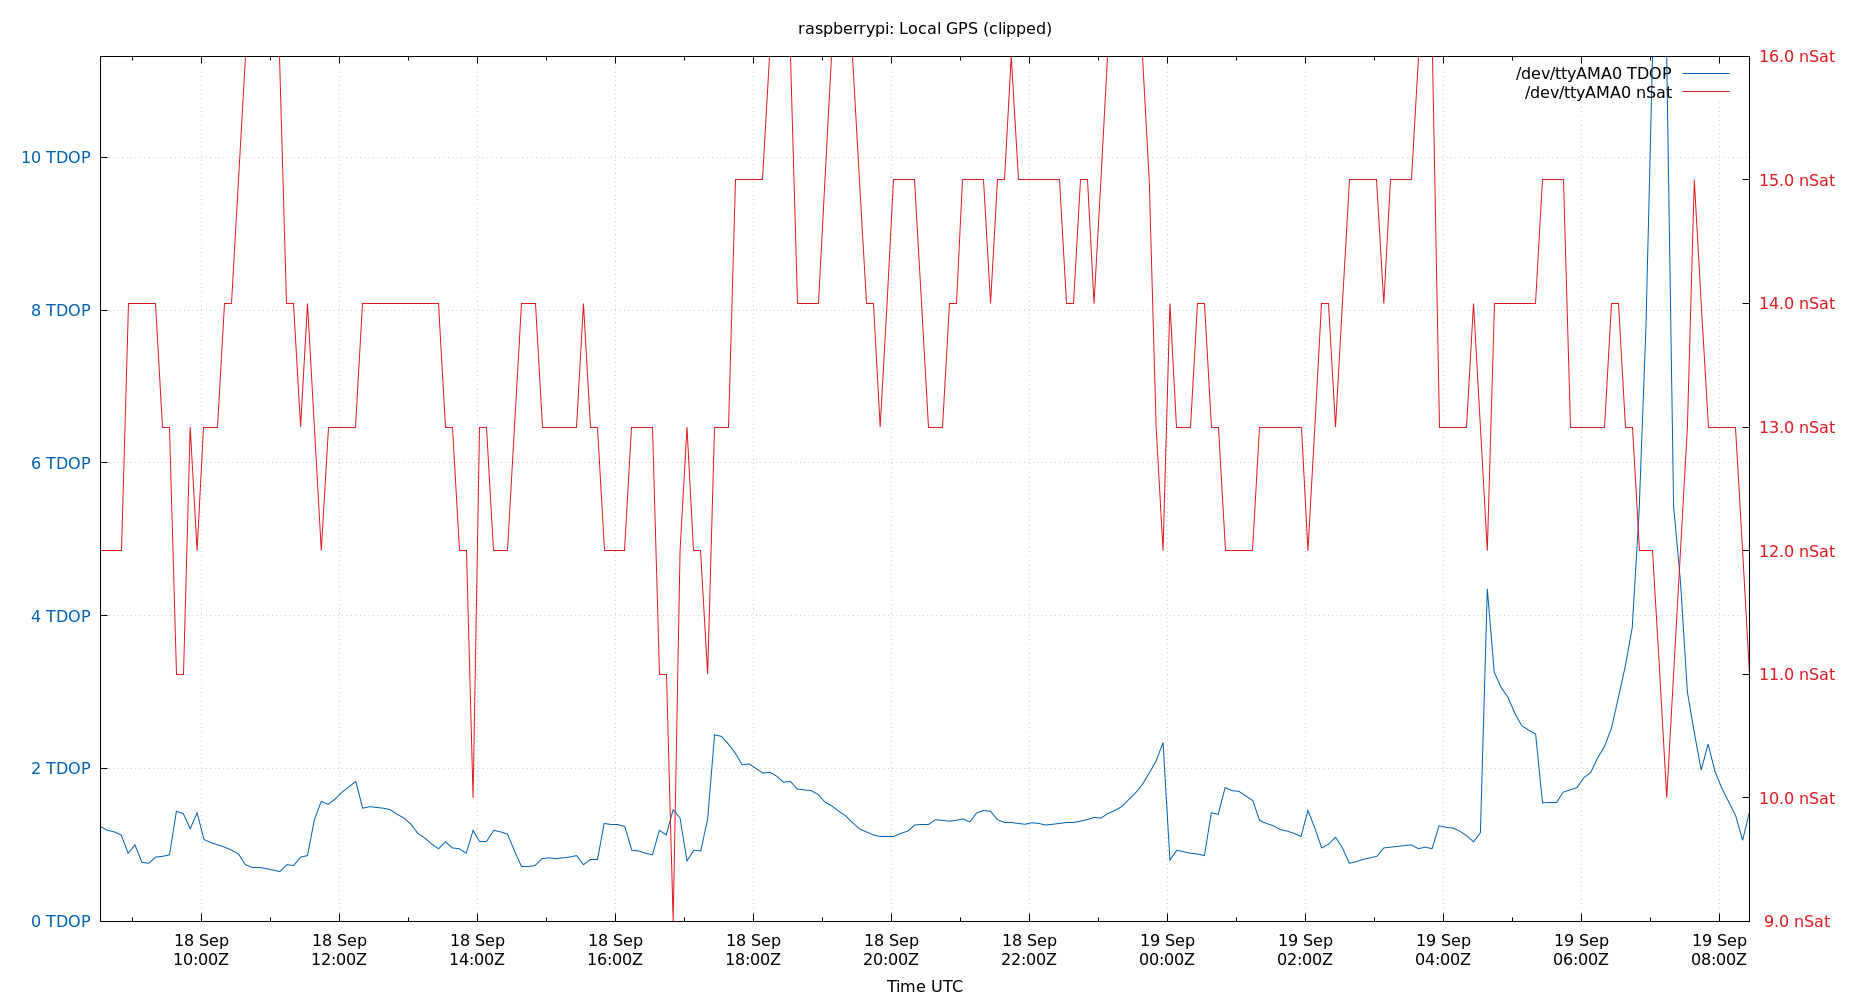 raspberrypi: Local GPS (clipped)
/dev/ttyAMA0 TDOP
/dev/ttyAMA0 nSat
10 TDOP
8 TDOP
6 TDOP
4 TDOP
2 TDOP
0 TDOP
16.0 nSat
15.0 nSat
14.0 nSat
13.0 nSat
12.0 nSat
11.0 nSat
10.0 nSat
9.0 nSat
18 Sep 18 Sep 18 Sep 18 Sep 18 Sep 18 Sep 18 Sep 19 Sep 19 Sep 19 Sep 19 Sep 19 Sep
10:00Z 12:00Z 14:00Z 16:00Z 18:00Z 20:00Z 22:00Z 00:00Z 02:00Z 04:00Z 06:00Z 08:00Z
Time UTC